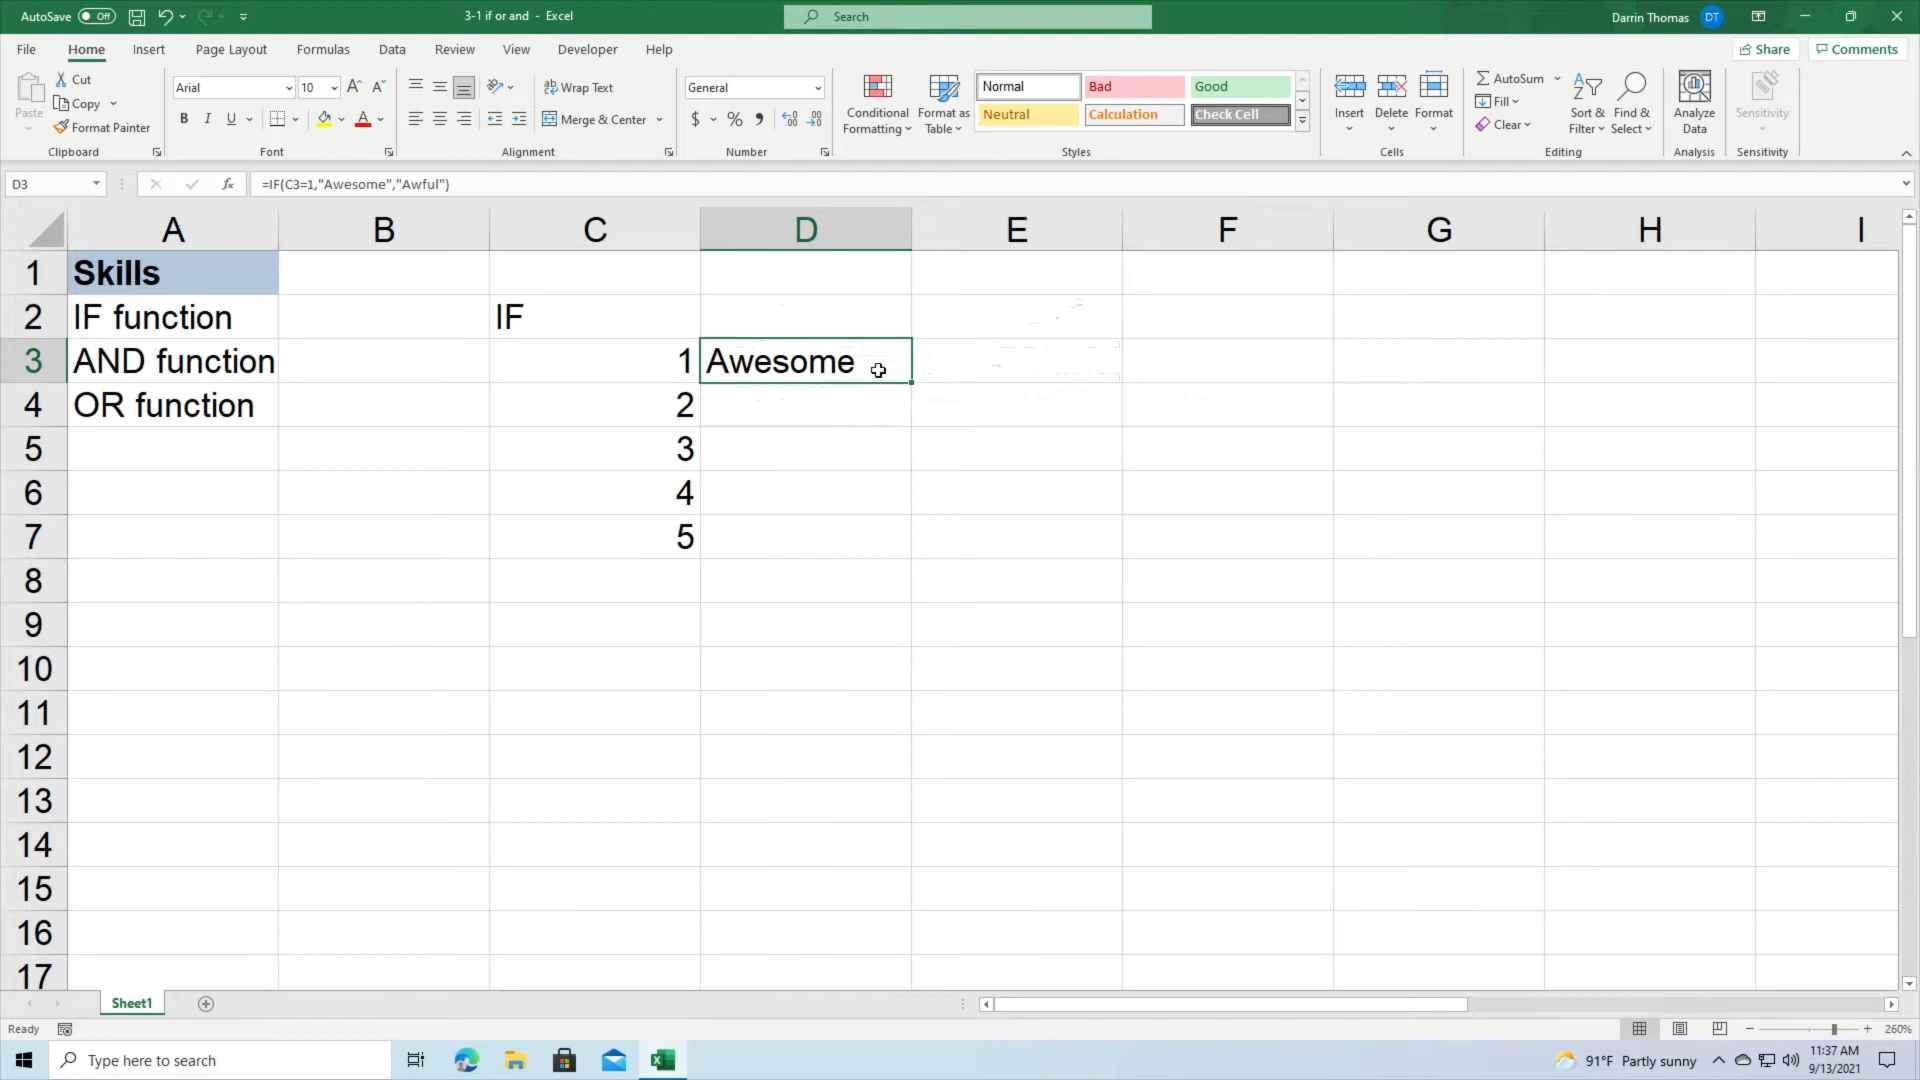 AutoSave Off 3-1 if or and - Excel Search Darrin Thomas DT
File Home Insert Page Layout Formulas Data Review View Developer Help Share Comments
Paste Cut Copy Format Painter Clipboard
Arial 10 A A B I U A Font
ab Wrap Text Merge & Center Alignment
General $ % Number
Conditional Formatting Format as Table Normal Bad Good Neutral Calculation Check Cell Styles
Insert Delete Format Cells
AutoSum Fill Clear Sort & Filter Find & Select Editing
Analyze Data Analysis Sensitivity Sensitivity
D3 fx =IF(C3=1,"Awesome","Awful")
A B C D E F G H I
1 Skills
2 IF function IF
3 AND function 1 Awesome
4 OR function 2
5 3
6 4
7 5
8
9
10
11
12
13
14
15
16
17
Sheet1
Ready 260%
Type here to search 91°F Partly sunny 11:37 AM
9/13/2021